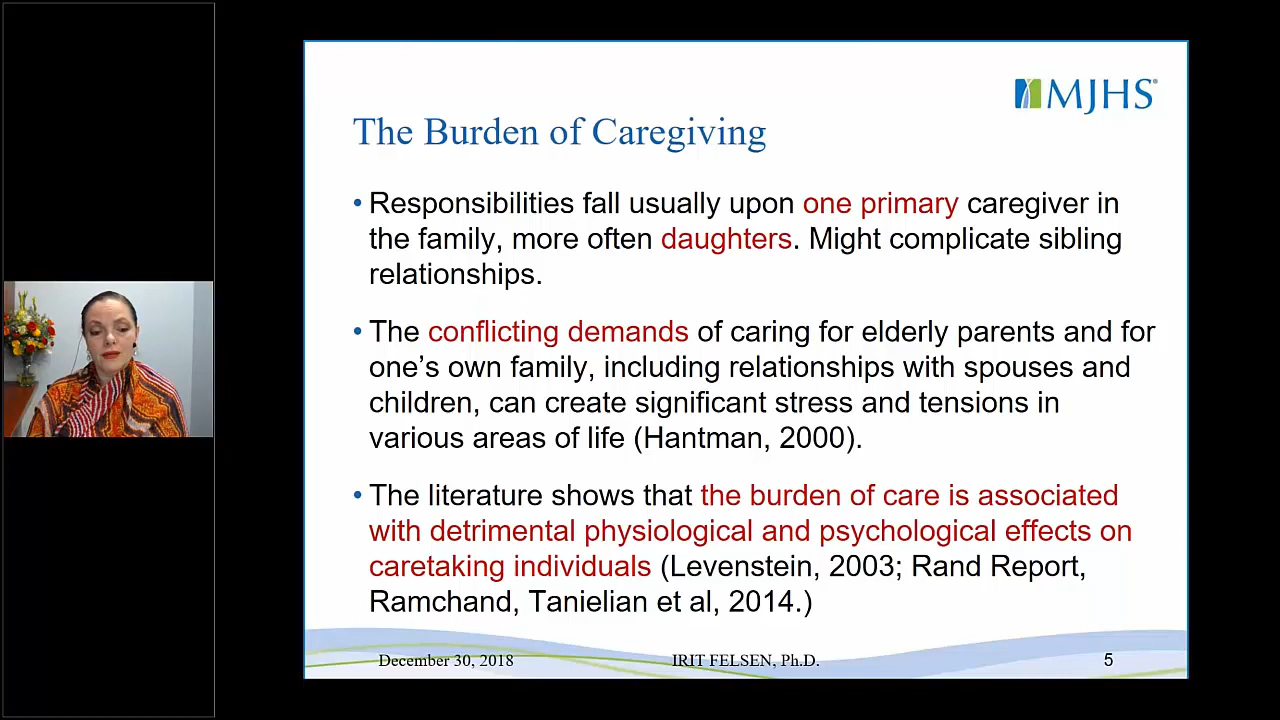 MJHS®
The Burden of Caregiving
• Responsibilities fall usually upon one primary caregiver in
the family, more often daughters. Might complicate sibling
relationships.
• The conflicting demands of caring for elderly parents and for
one’s own family, including relationships with spouses and
children, can create significant stress and tensions in
various areas of life (Hantman, 2000).
• The literature shows that the burden of care is associated
with detrimental physiological and psychological effects on
caretaking individuals (Levenstein, 2003; Rand Report,
Ramchand, Tanielian et al, 2014.)
December 30, 2018 IRIT FELSEN, Ph.D. 5